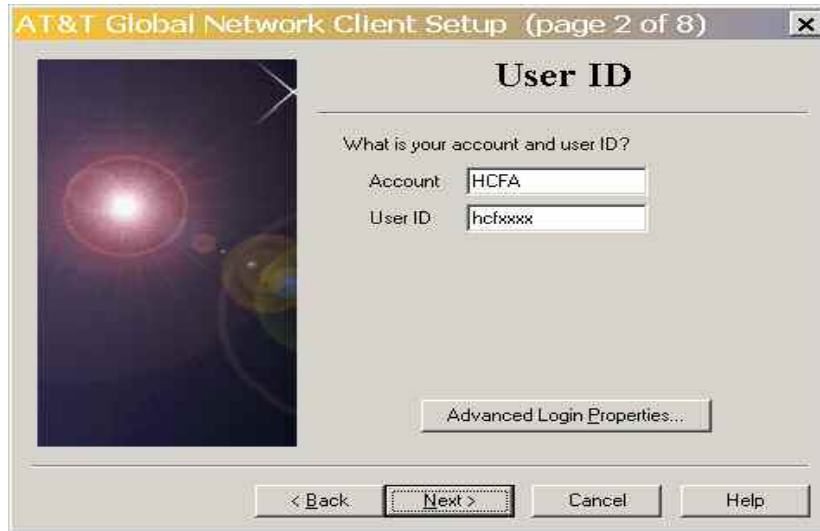 AT&T Global Network Client Setup (page 2 of 8)
User ID
What is your account and user ID?
Account HCFA
User ID hcfxxxx
Advanced Login Properties...
< Back Next > Cancel Help